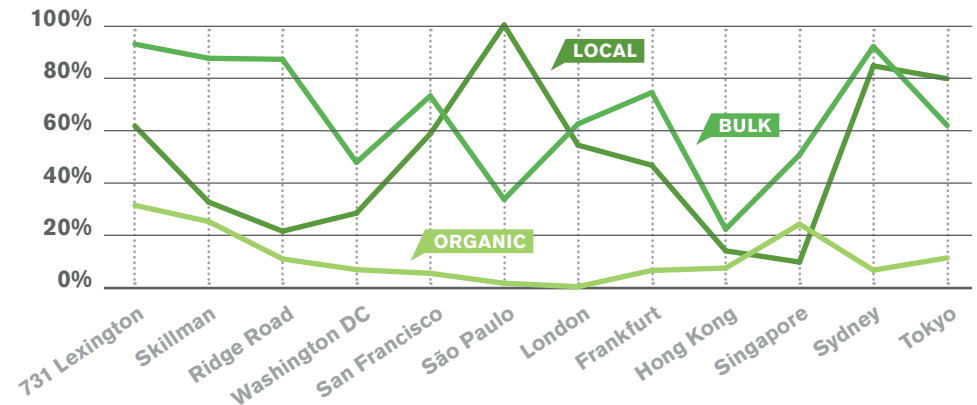 100%
80%
60%
40%
20%
0%
LOCAL
BULK
ORGANIC
731 Lexington
Skillman
Ridge Road
Washington DC
San Francisco
São Paulo
London
Frankfurt
Hong Kong
Singapore
Sydney
Tokyo